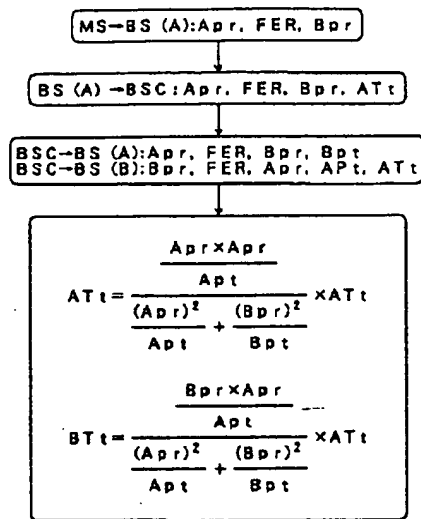 MS→BS (A):Apr, FER, Bpr
BS (A) →BSC:Apr, FER, Bpr, ATt
BSC→BS (A):Apr, FER, Bpr, Bpt
BSC→BS (B):Bpr, FER, Apr, APt, ATt
Apr×Apr
Apt
ATt= ×ATt
(Apr)² + (Bpr)²
Apt Bpt
Bpr×Apr
Apt
BTt= ×ATt
(Apr)² + (Bpr)²
Apt Bpt